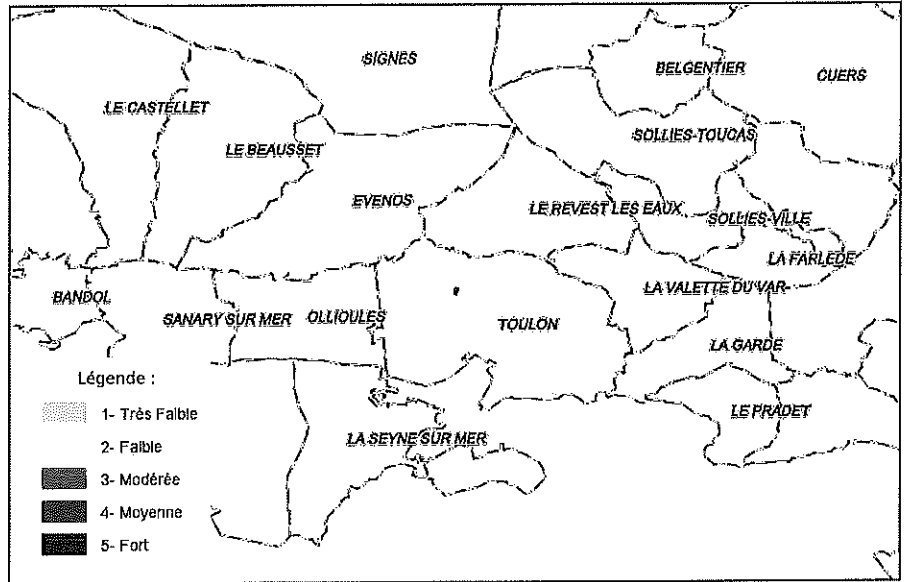 SIGNES
BELGENTIER
CUERS
LE CASTELLET
SOLLIES-TOUCAS
LE BEAUSSET
EVENOS
LE REVEST LES EAUX
SOLLIES-VILLE
LA FARLEDE
BANDOL
LA VALETTE DU VAR
SANARY SUR MER
OLLIOULES
TOULON
LA GARDE
Légende :
1- Très Faible
LE PRADET
2- Faible
LA SEYNE SUR MER
3- Modérée
4- Moyenne
5- Fort